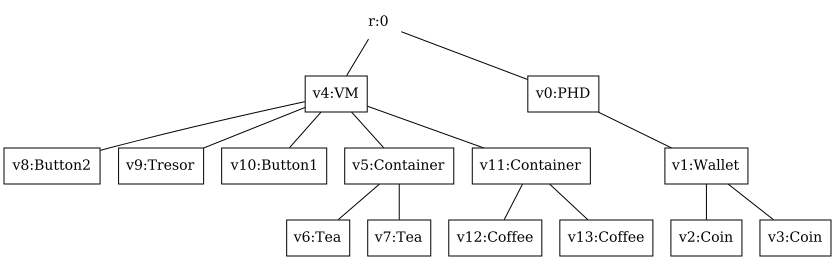 r:0
v4:VM
v0:PHD
v8:Button2
v9:Tresor
v10:Button1
v5:Container
v11:Container
v1:Wallet
v6:Tea
v7:Tea
v12:Coffee
v13:Coffee
v2:Coin
v3:Coin